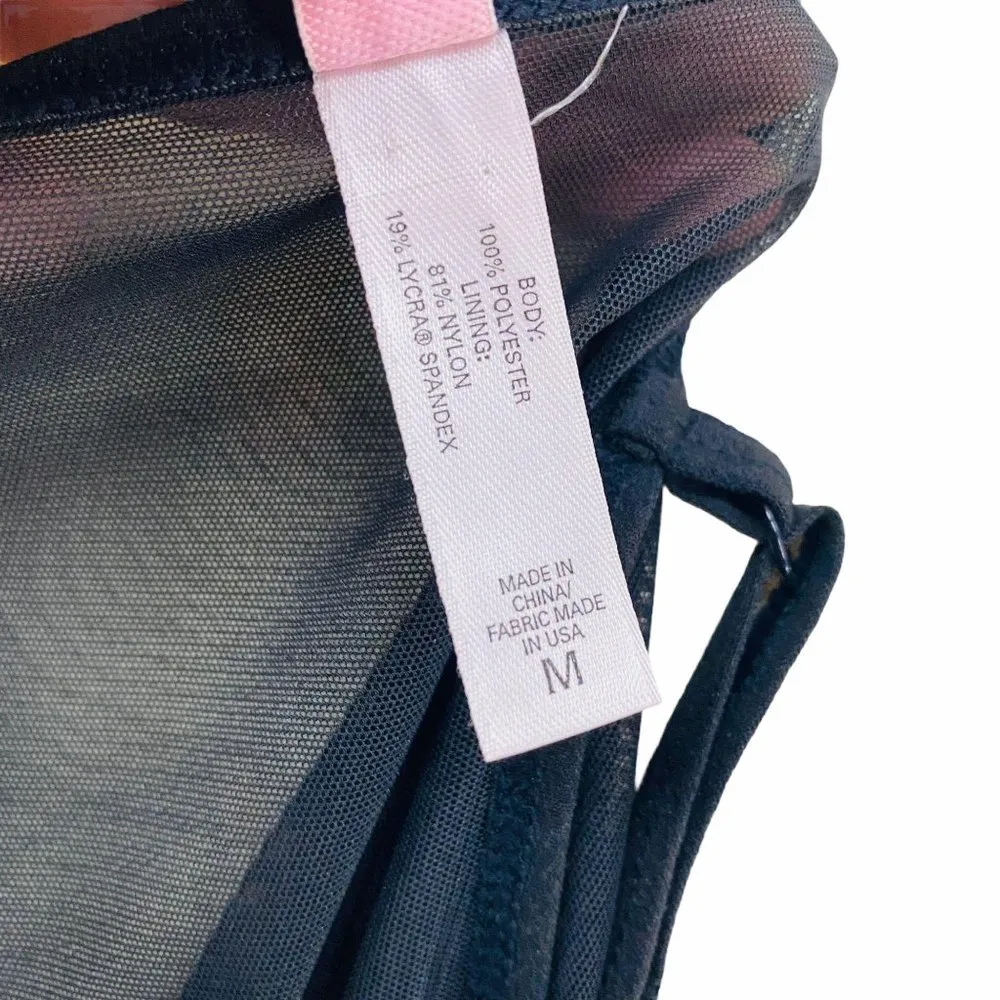 BODY:
100% POLYESTER
LINING:
81% NYLON
19% LYCRA® SPANDEX
MADE IN
CHINA/
FABRIC MADE
IN USA
M